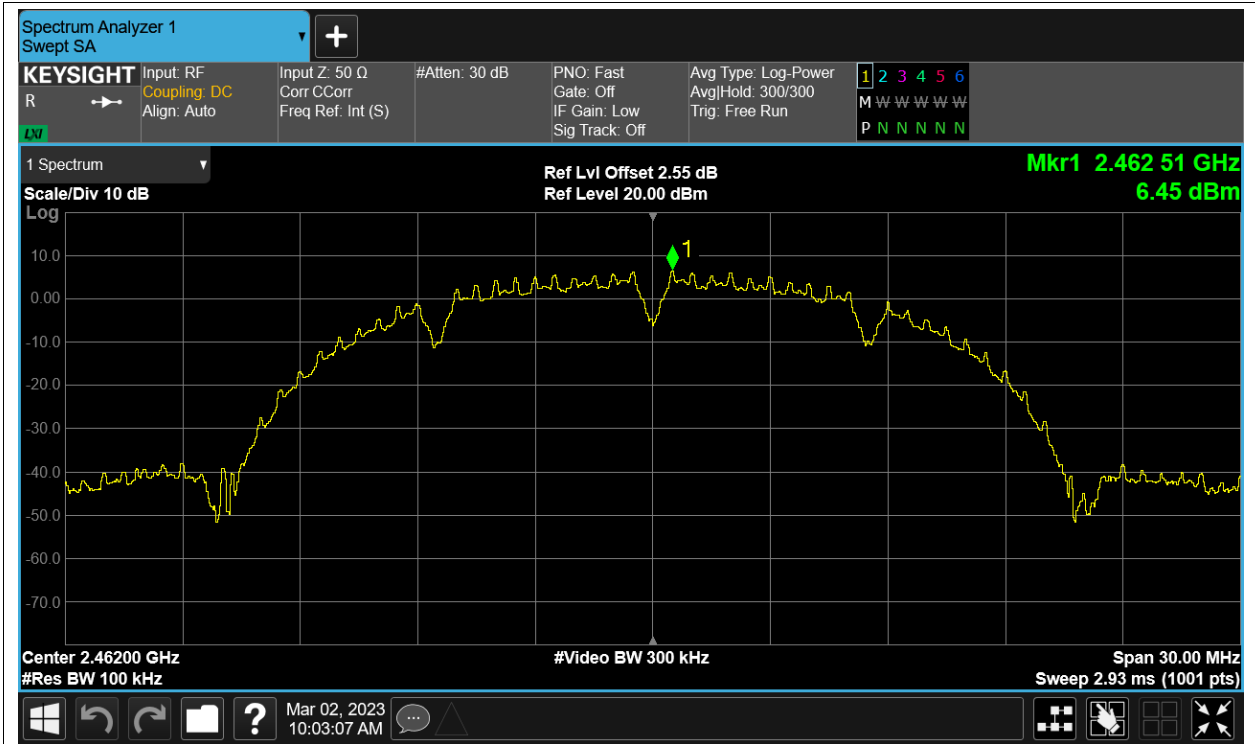 Spectrum Analyzer 1
Swept SA
+
KEYSIGHT
R
LXI
Input: RF
Coupling: DC
Align: Auto
Input Z: 50 Ω
Corr CCorr
Freq Ref: Int (S)
#Atten: 30 dB
PNO: Fast
Gate: Off
IF Gain: Low
Sig Track: Off
Avg Type: Log-Power
Avg|Hold: 300/300
Trig: Free Run
1 2 3 4 5 6
M W W W W W
P N N N N N
1 Spectrum
Scale/Div 10 dB
Log
Ref Lvl Offset 2.55 dB
Ref Level 20.00 dBm
Mkr1 2.462 51 GHz
6.45 dBm
1
10.0
0.00
-10.0
-20.0
-30.0
-40.0
-50.0
-60.0
-70.0
Center 2.46200 GHz
#Res BW 100 kHz
#Video BW 300 kHz
Span 30.00 MHz
Sweep 2.93 ms (1001 pts)
?
Mar 02, 2023
10:03:07 AM